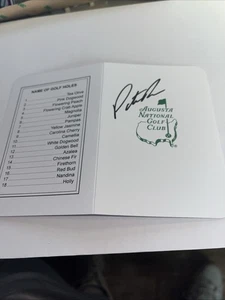 NAME OF GOLF HOLES
1 Tea Olive
2 Pink Dogwood
3 Flowering Peach
4 Flowering Crab Apple
5 Magnolia
6 Juniper
7 Pampas
8 Yellow Jasmine
9 Carolina Cherry
10 Camellia
11 White Dogwood
12 Golden Bell
13 Azalea
14 Chinese Fir
15 Firethorn
16 Red Bud
17 Nandina
18 Holly
AUGUSTA
NATIONAL
GOLF
CLUB